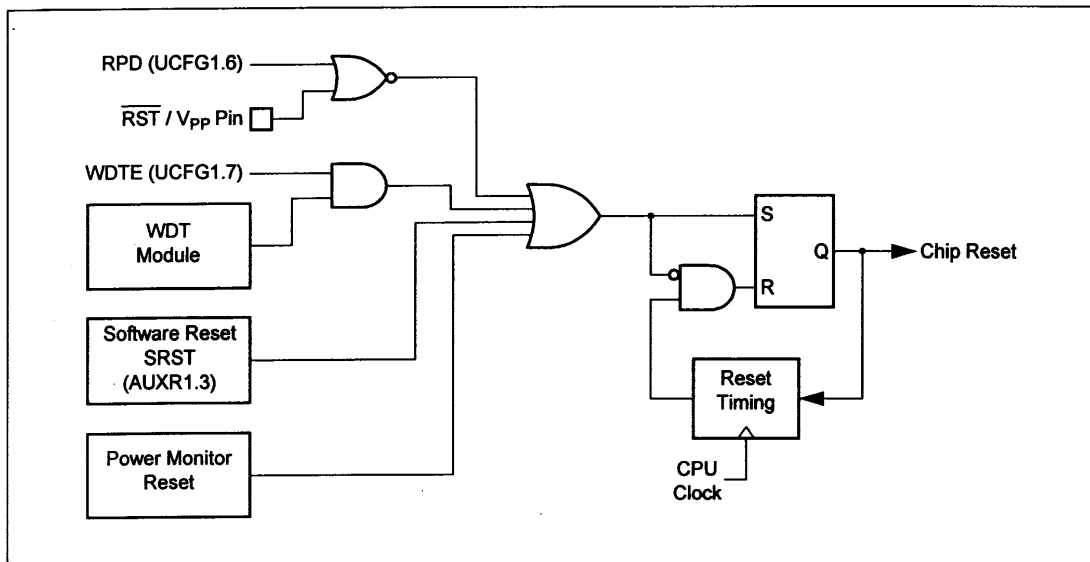 RPD (UCFG1.6)
RST / VPP Pin
WDTE (UCFG1.7)
WDT
Module
Software Reset
SRST
(AUXR1.3)
Power Monitor
Reset
S
Q
R
Chip Reset
Reset
Timing
CPU
Clock